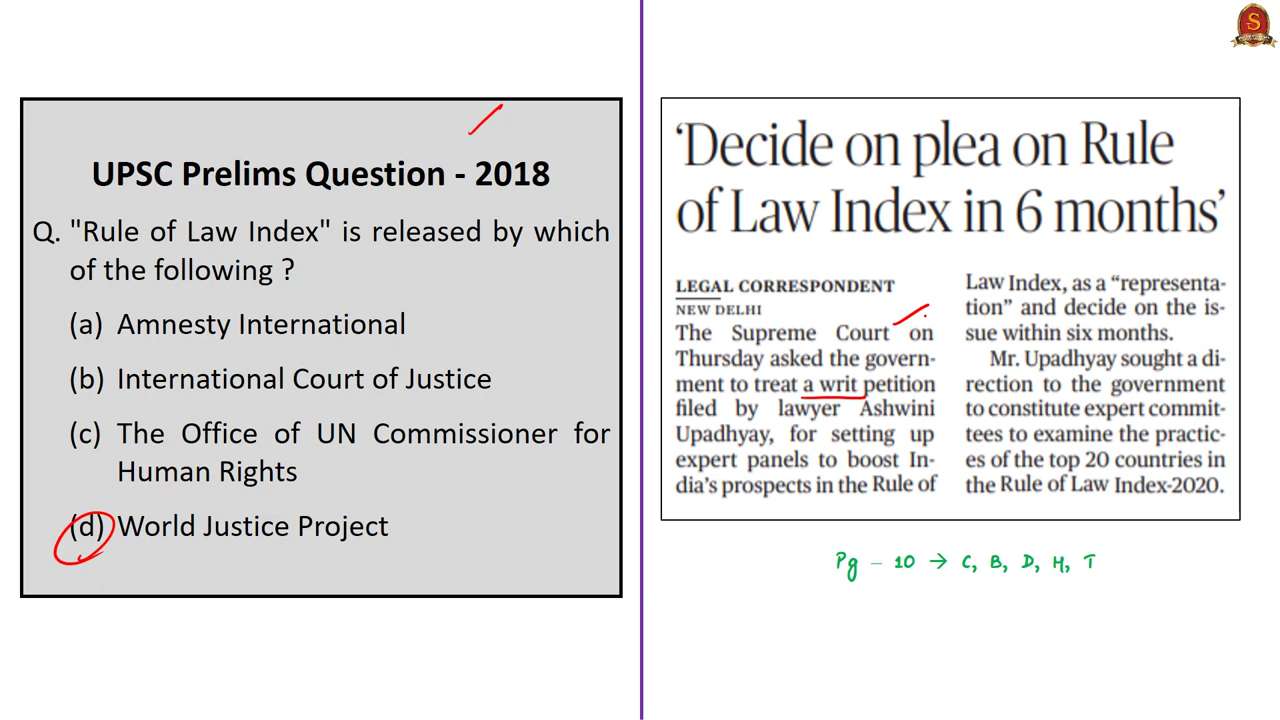 UPSC Prelims Question - 2018
Q. "Rule of Law Index" is released by which
of the following ?
(a) Amnesty International
(b) International Court of Justice
(c) The Office of UN Commissioner for
Human Rights
(d) World Justice Project
S
‘Decide on plea on Rule
of Law Index in 6 months’
LEGAL CORRESPONDENT
NEW DELHI
The Supreme Court on
Thursday asked the govern-
ment to treat a writ petition
filed by lawyer Ashwini
Upadhyay, for setting up
expert panels to boost In-
dia’s prospects in the Rule of
Law Index, as a “representa-
tion” and decide on the is-
sue within six months.
Mr. Upadhyay sought a di-
rection to the government
to constitute expert commit-
tees to examine the practic-
es of the top 20 countries in
the Rule of Law Index-2020.
Pg - 10 → C, B, D, H, T